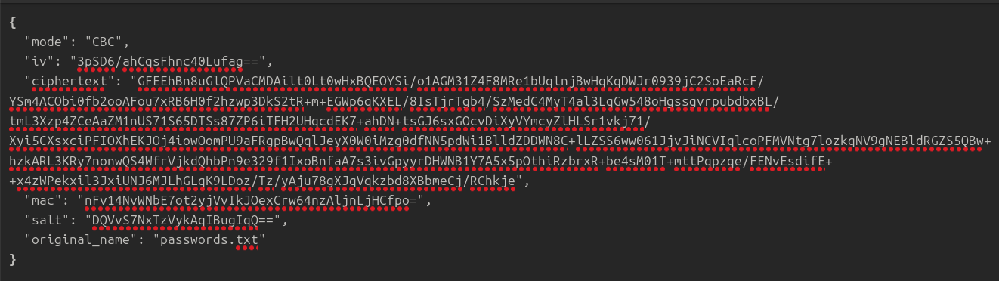 {
"mode": "CBC",
"iv": "3pSD6/ahCqsFhnc40Lufag==",
"ciphertext": "GFEEhBn8uGlQPVaCMDAilt0Lt0wHxBQEOYSi/o1AGM31Z4F8MRe1bUqlnjBwHqKqDWJr0939jC2SoEaRcF/
YSm4ACObi0fb2ooAFou7xRB6H0f2hzwp3DkS2tR+m+EGWp6qKXEL/8IsTjrTgb4/SzMedC4MyT4al3LqGw548oHgssgvrpubdbxBL/
tmL3Xzp4ZCeAaZM1nUS71S65DTSs87ZP6iTFH2UHqcdEK7+ahDN+tsGJ6sxGOcvDiXyVYmcyZlHLSr1vkj71/
Xyi5CXsxciPFIOXhEKJOj4iowOomPU9aFRgpBwQqlJeyX0W0iMzg0dfNN5pdWi1BlldZDDWN8C+lLZSS6ww061JjvJiNCVIqlcoPFMVNtg7lozkqNV9gNEBldRGZS5QBw+
hzkARL3KRy7nonwQS4WfrVjkdQhbPn9e329f1IxoBnfaA7s3ivGpyyrDHWNB1Y7A5x5pOthiRzbrxR+be4sM01T+mttPqpzqe/FENvEsdifE+
+x4zWPekxil3JxiUNJ6MJLhGLqK9LDoz/Tz/yAju78gXJqVqkzbd8XBbmeCj/RChkje",
"mac": "nFv14NvWNbE7ot2yjVvIkJOexCrw64nzAljnLjHCfpo=",
"salt": "DQVvS7NxTzVykAqIBugIqQ==",
"original_name": "passwords.txt"
}